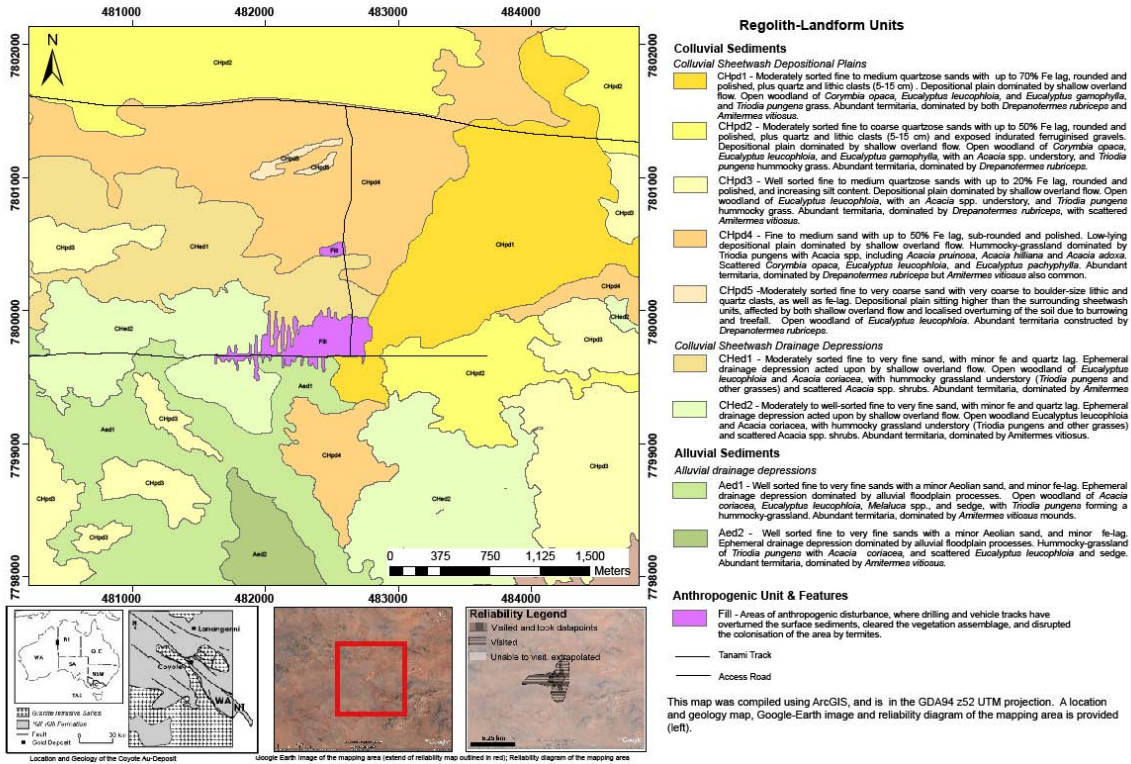 481000 482000 483000 484000
7802000
7801000
7800000
7799000
7798000
7802000
7801000
7800000
7799000
7798000
N
CHpd2
CHpd2
CHpd5
CHpd5
CHpd4
CHpd3
CHpd3
CHed1
CHpd1
Fill
CHpd4
CHed2
CHed2
Fill
CHpd3
CHpd2
Aed1
CHpd3
Aed1
CHpd4
CHpd3
CHpd3
CHpd3
CHed2
CHpd3
Aed2
0 375 750 1,125 1,500
Meters
481000 482000 483000 484000
Regolith-Landform Units
Colluvial Sediments
Colluvial Sheetwash Depositional Plains
CHpd1 - Moderately sorted fine to medium quartzose sands with up to 70% Fe lag, rounded and
polished, plus quartz and lithic clasts (5-15 cm) . Depositional plain dominated by shallow overland
flow. Open woodland of Corymbia opaca, Eucalyptus leucophloia, and Eucalyptus gamophylla,
and Triodia pungens grass. Abundant termitaria, dominated by both Drepanotermes rubriceps and
Amitermes vitiosus.
CHpd2 - Moderately sorted fine to coarse quartzose sands with up to 50% Fe lag, rounded and
polished, plus quartz and lithic clasts (5-15 cm) and exposed indurated ferruginised gravels.
Depositional plain dominated by shallow overland flow. Open woodland of Corymbia opaca,
Eucalyptus leucophloia, and Eucalyptus gamophylla, with an Acacia spp. understory, and Triodia
pungens hummocky grass. Abundant termitaria, dominated by Drepanotermes rubriceps.
CHpd3 - Well sorted fine to medium quartzose sands with up to 20% Fe lag, rounded and
polished, and increasing silt content. Depositional plain dominated by shallow overland flow. Open
woodland of Eucalyptus leucophloia, with an Acacia spp. understory, and Triodia pungens
hummocky grass. Abundant termitaria, dominated by Drepanotermes rubriceps, with scattered
Amitermes vitiosus.
CHpd4 - Fine to medium sand with up to 50% Fe lag, sub-rounded and polished. Low-lying
depositional plain dominated by shallow overland flow. Hummocky-grassland dominated by
Triodia pungens with Acacia spp, including Acacia pruinosa, Acacia hilliana and Acacia adoxa.
Scattered Corymbia opaca, Eucalyptus leucophloia, and Eucalyptus pachyphylla. Abundant
termitaria, dominated by Drepanotermes rubriceps but Amitermes vitiosus also common.
CHpd5 - Moderately sorted fine to very coarse sand with very coarse to boulder-size lithic and
quartz clasts, as well as fe-lag. Depositional plain sitting higher than the surrounding sheetwash
units, affected by both shallow overland flow and localised overturning of the soil due to burrowing
and treefall. Open woodland of Eucalyptus leucophloia. Abundant termitaria constructed by
Drepanotermes rubriceps.
Colluvial Sheetwash Drainage Depressions
CHed1 - Moderately sorted fine to very fine sand, with minor fe and quartz lag. Ephemeral
drainage depression acted upon by shallow overland flow. Open woodland of Eucalyptus
leucophloia and Acacia coriacea, with hummocky grassland understory (Triodia pungens and
other grasses) and scattered Acacia spp. shrubs. Abundant termitaria, dominated by Amitermes
CHed2 - Moderately to well-sorted fine to very fine sand, with minor fe and quartz lag. Ephemeral
drainage depression acted upon by shallow overland flow. Open woodland Eucalyptus leucophloia
and Acacia coriacea, with hummocky grassland understory (Triodia pungens and other grasses)
and scattered Acacia spp. shrubs. Abundant termitaria, dominated by Amitermes vitiosus.
Alluvial Sediments
Alluvial drainage depressions
Aed1 - Well sorted fine to very fine sands with a minor Aeolian sand, and minor fe-lag. Ephemeral
drainage depression dominated by alluvial floodplain processes. Open woodland of Acacia
coriacea, Eucalyptus leucophloia, Melaluca spp., and sedge, with Triodia pungens forming a
hummocky-grassland. Abundant termitaria, dominated by Amitermes vitiosus mounds.
Aed2 - Well sorted fine to very fine sands with a minor Aeolian sand, and minor fe-lag.
Ephemeral drainage depression dominated by alluvial floodplain processes. Hummocky-grassland
of Triodia pungens with Acacia coriacea, and scattered Eucalyptus leucophloia and sedge.
Abundant termitaria, dominated by Amitermes vitiosus.
Anthropogenic Unit & Features
Fill - Areas of anthropogenic disturbance, where drilling and vehicle tracks have
overturned the surface sediments, cleared the vegetation assemblage, and disrupted
the colonisation of the area by termites.
Tanami Track
Access Road
This map was compiled using ArcGIS, and is in the GDA94 z52 UTM projection. A location
and geology map, Google-Earth image and reliability diagram of the mapping area is provided
(left).
WA
SA
NSW
TAS
Granite Intrusive Suites
Killi Killi Formation
Fault
Gold Deposit
0 30 km
Coyote
WA
NT
Location and Geology of the Coyote Au-Deposit
Google
Reliability Legend
Visited and took datapoints
Visited
Unable to visit, extrapolated
Google
Google Earth Image of the mapping area (extend of reliability map outlined in red); Reliability diagram of the mapping area